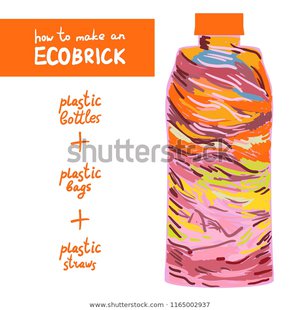 how to make an
ECOBRICK
plastic
bottles
+
plastic
bags
+
plastic
straws
shutterstock
www.shutterstock.com · 1165002937